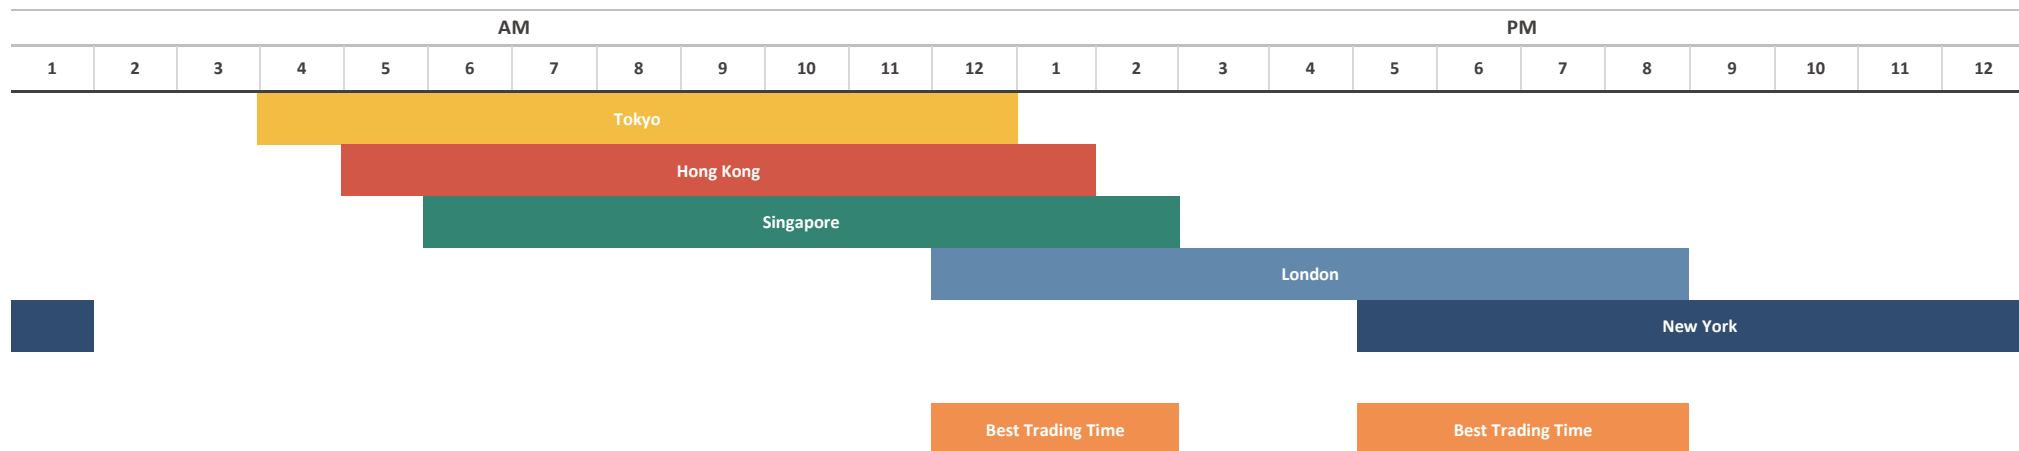 AM PM
1 2 3 4 5 6 7 8 9 10 11 12 1 2 3 4 5 6 7 8 9 10 11 12
Tokyo
Hong Kong
Singapore
London
New York
Best Trading Time Best Trading Time